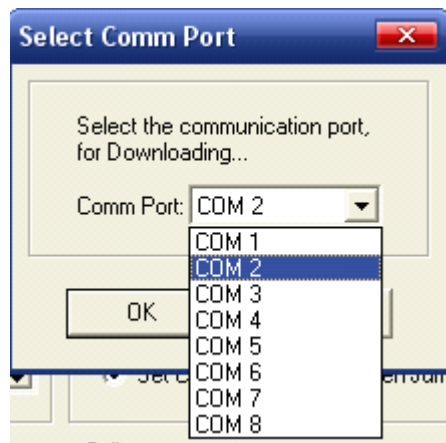 Select Comm Port
Select the communication port,
for Downloading...
Comm Port: COM 2
COM 1
COM 2
COM 3
OK
COM 4
COM 5
COM 6
COM 7
COM 8